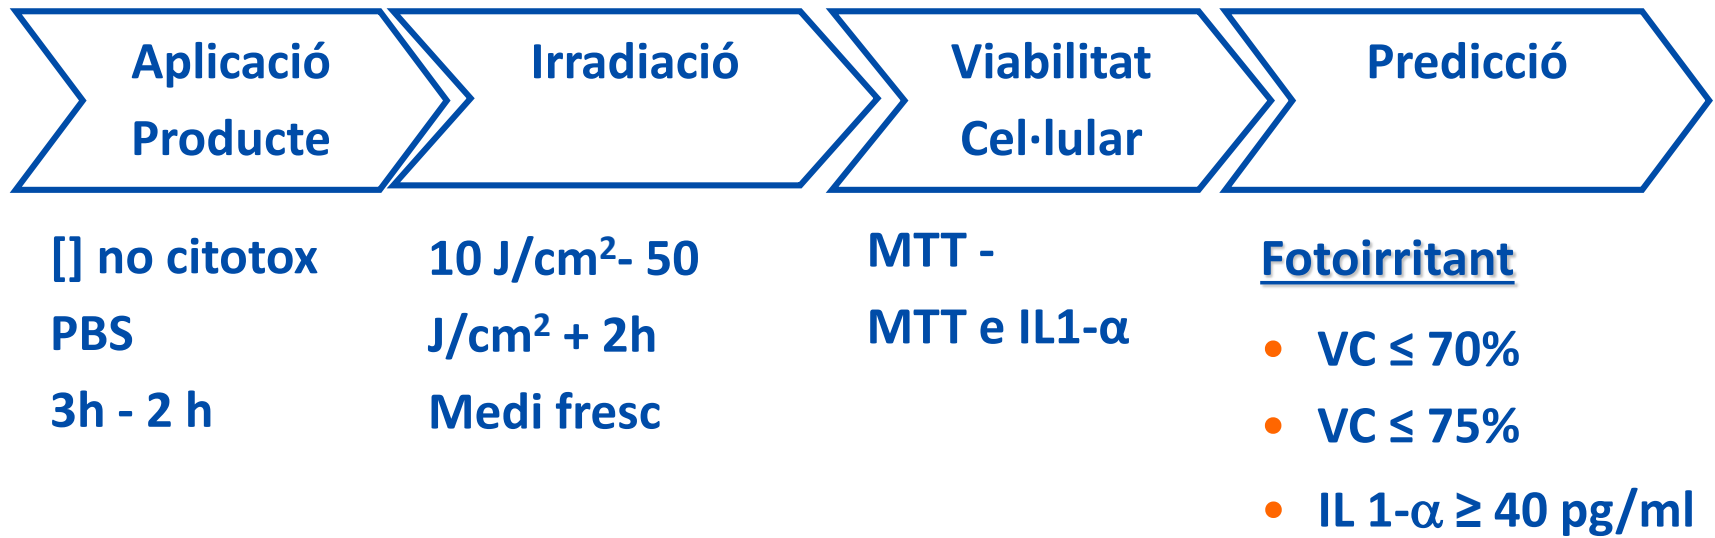 Aplicació
Producte
Irradiació
Viabilitat
Cel·lular
Predicció
[] no citotox
PBS
3h - 2 h
10 J/cm²- 50
J/cm² + 2h
Medi fresc
MTT -
MTT e IL1-α
Fotoirritant
• VC ≤ 70%
• VC ≤ 75%
• IL 1-α ≥ 40 pg/ml